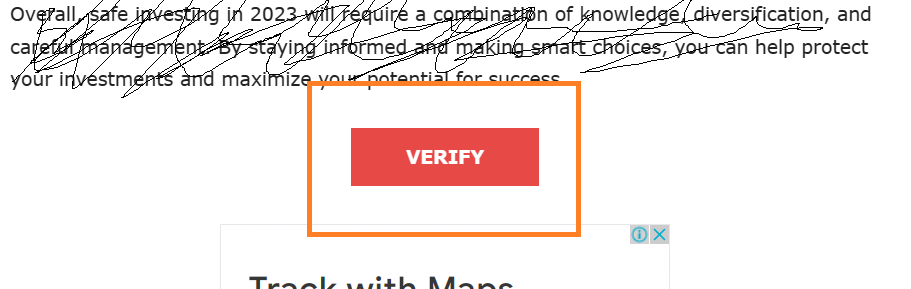 Overall, safe investing in 2023 will require a combination of knowledge, diversification, and
careful management. By staying informed and making smart choices, you can help protect
your investments and maximize your potential for success.
VERIFY
Track with Maps